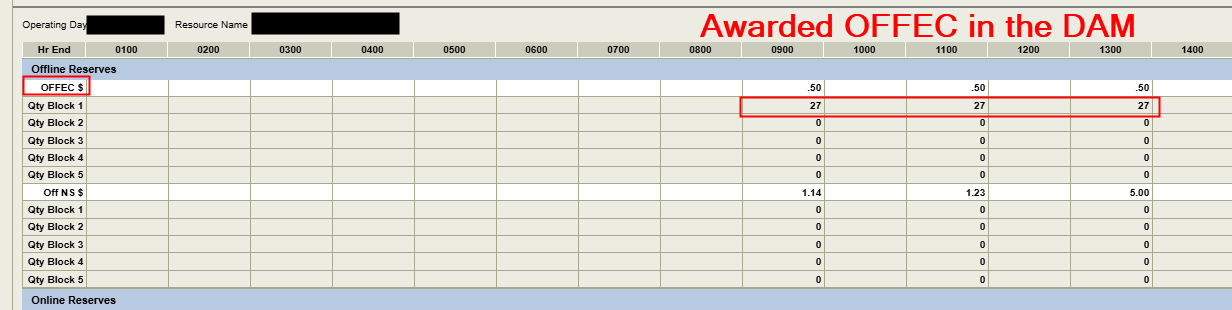 Awarded OFFEC in the DAM
Operating Day Resource Name
Hr End 0100 0200 0300 0400 0500 0600 0700 0800 0900 1000 1100 1200 1300 1400
Offline Reserves
OFFEC $ .50 .50 .50
Qty Block 1 27 27 27
Qty Block 2 0 0 0
Qty Block 3 0 0 0
Qty Block 4 0 0 0
Qty Block 5 0 0 0
Off NS $ 1.14 1.23 5.00
Qty Block 1 0 0 0
Qty Block 2 0 0 0
Qty Block 3 0 0 0
Qty Block 4 0 0 0
Qty Block 5 0 0 0
Online Reserves